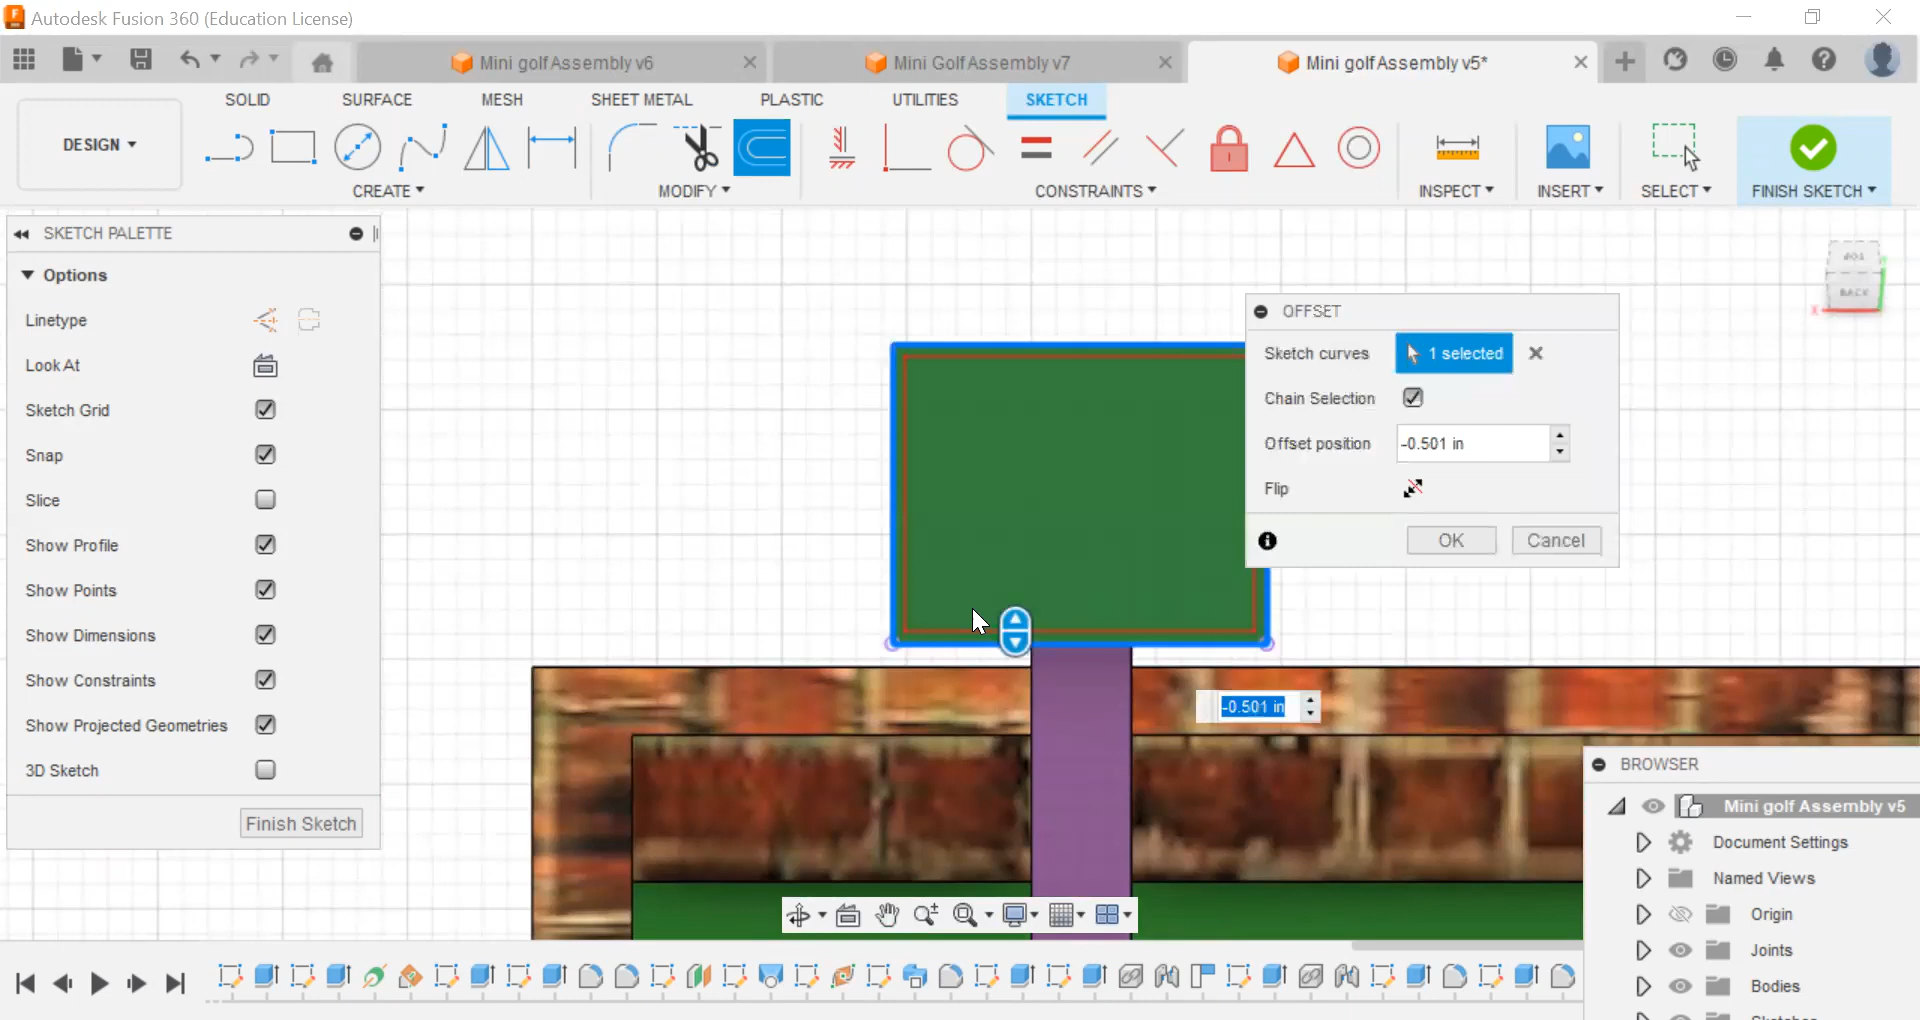 Autodesk Fusion 360 (Education License)
Mini golf Assembly v6
Mini Golf Assembly v7
Mini golf Assembly v5*
SOLID
SURFACE
MESH
SHEET METAL
PLASTIC
UTILITIES
SKETCH
DESIGN
CREATE
MODIFY
CONSTRAINTS
INSPECT
INSERT
SELECT
FINISH SKETCH
SKETCH PALETTE
Options
Linetype
Look At
Sketch Grid
Snap
Slice
Show Profile
Show Points
Show Dimensions
Show Constraints
Show Projected Geometries
3D Sketch
Finish Sketch
TOP
BACK
X
OFFSET
Sketch curves
1 selected
Chain Selection
Offset position
-0.501 in
Flip
OK
Cancel
-0.501 in
BROWSER
Mini golf Assembly v5
Document Settings
Named Views
Origin
Joints
Bodies